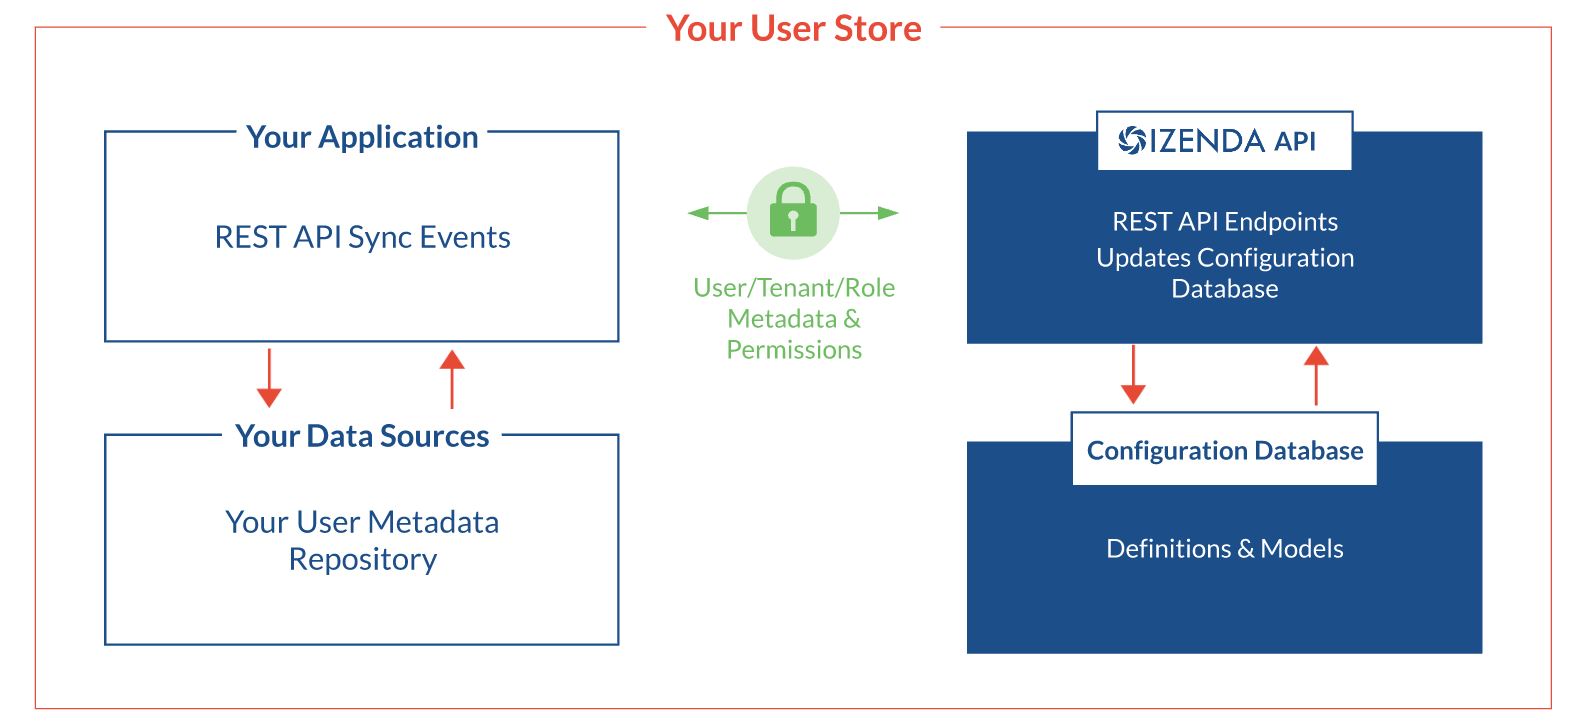 Your User Store
Your Application
REST API Sync Events
User/Tenant/Role
Metadata &
Permissions
IZENDA API
REST API Endpoints
Updates Configuration
Database
Your Data Sources
Your User Metadata
Repository
Configuration Database
Definitions & Models